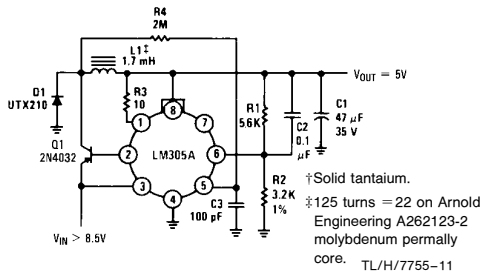 R4
2M
L1‡
1.7 mH
VOUT = 5V
D1
UTX210
R3
10
R1
5.6K
C2
0.1
μF
C1
47 μF
35 V
1
8
7
Q1
2N4032
2
LM305A
6
3
4
5
R2
3.2K
1%
C3
100 pF
VIN > 8.5V
†Solid tantaium.
‡125 turns =22 on Arnold
Engineering A262123-2
molybdenum permally
core.
TL/H/7755–11